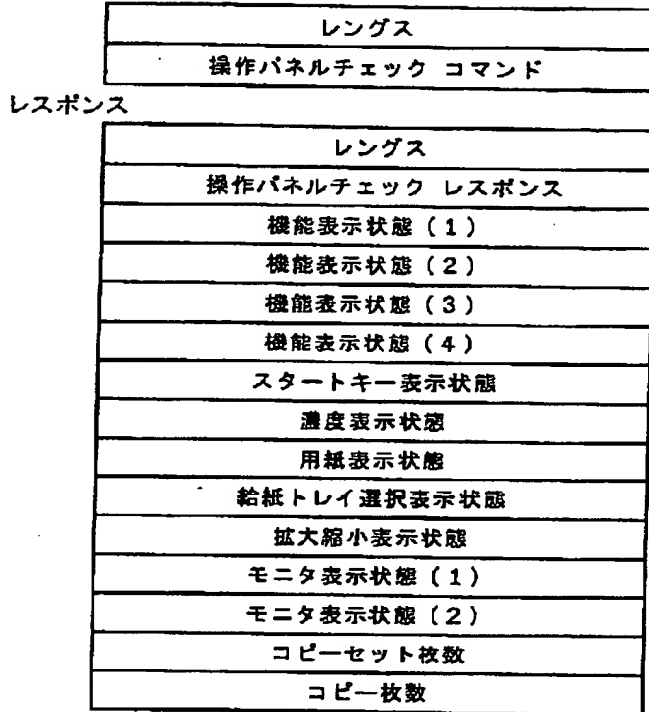 レングス
操作パネルチェック コマンド
レスポンス
レングス
操作パネルチェック レスポンス
機能表示状態(1)
機能表示状態(2)
機能表示状態(3)
機能表示状態(4)
スタートキー表示状態
濃度表示状態
用紙表示状態
給紙トレイ選択表示状態
拡大縮小表示状態
モニタ表示状態(1)
モニタ表示状態(2)
コピーセット枚数
コピー枚数